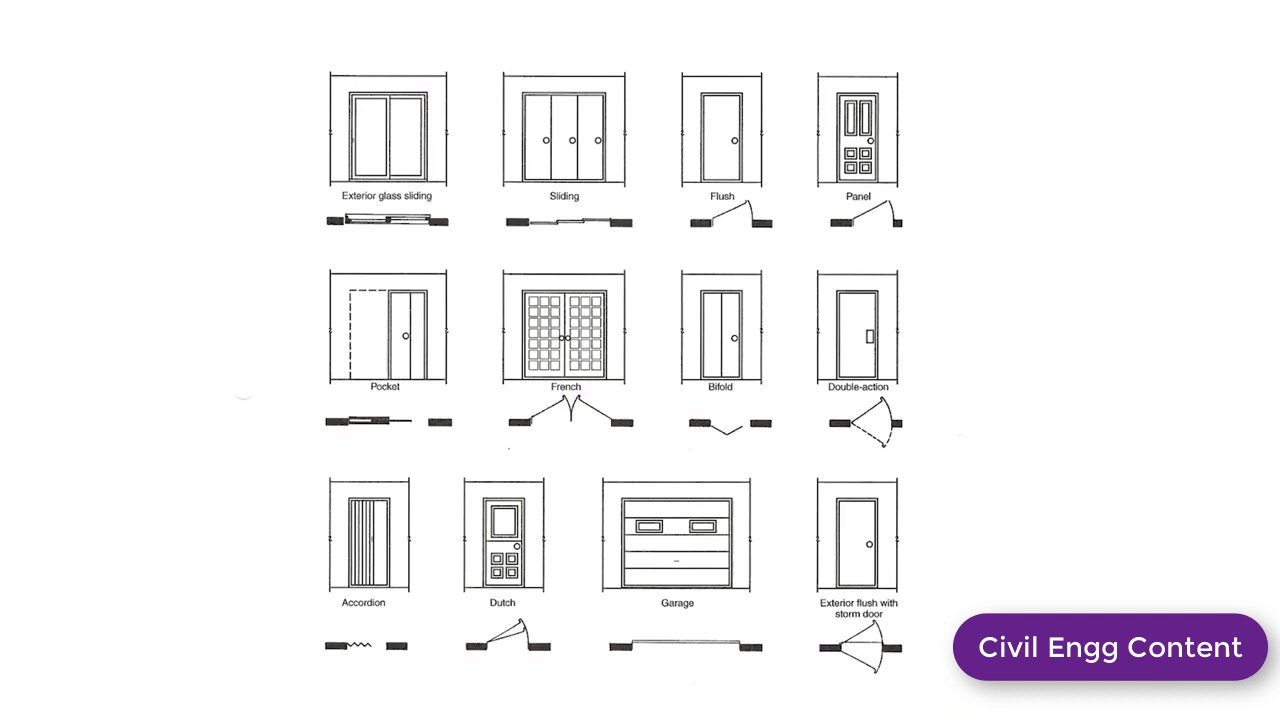 Exterior glass sliding
Sliding
Flush
Panel
Pocket
French
Bifold
Double-action
Accordion
Dutch
Garage
Exterior flush with
storm door
Civil Engg Content